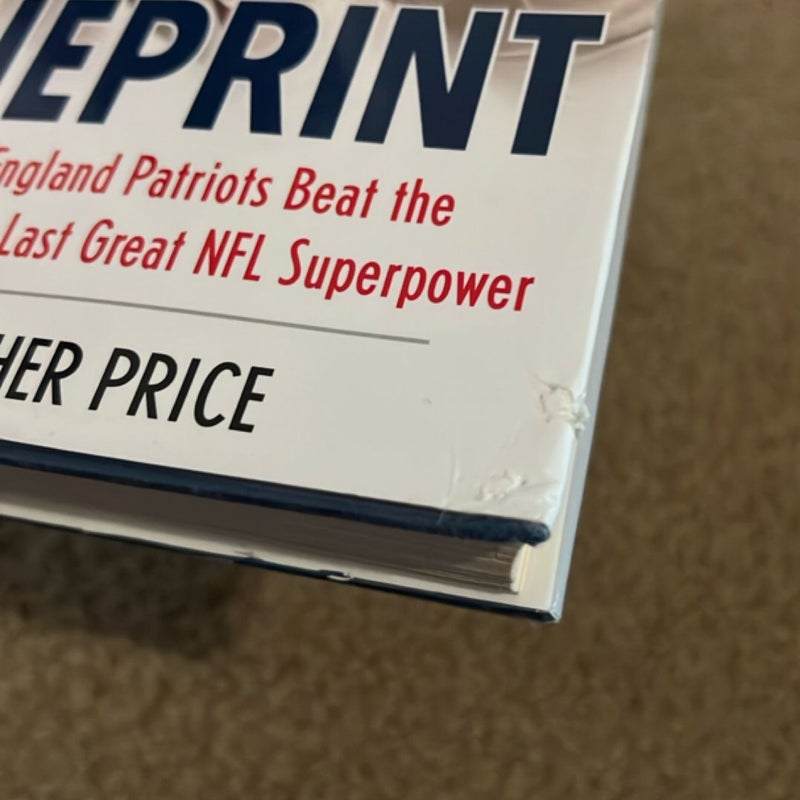 EPRINT
England Patriots Beat the
Last Great NFL Superpower
HER PRICE